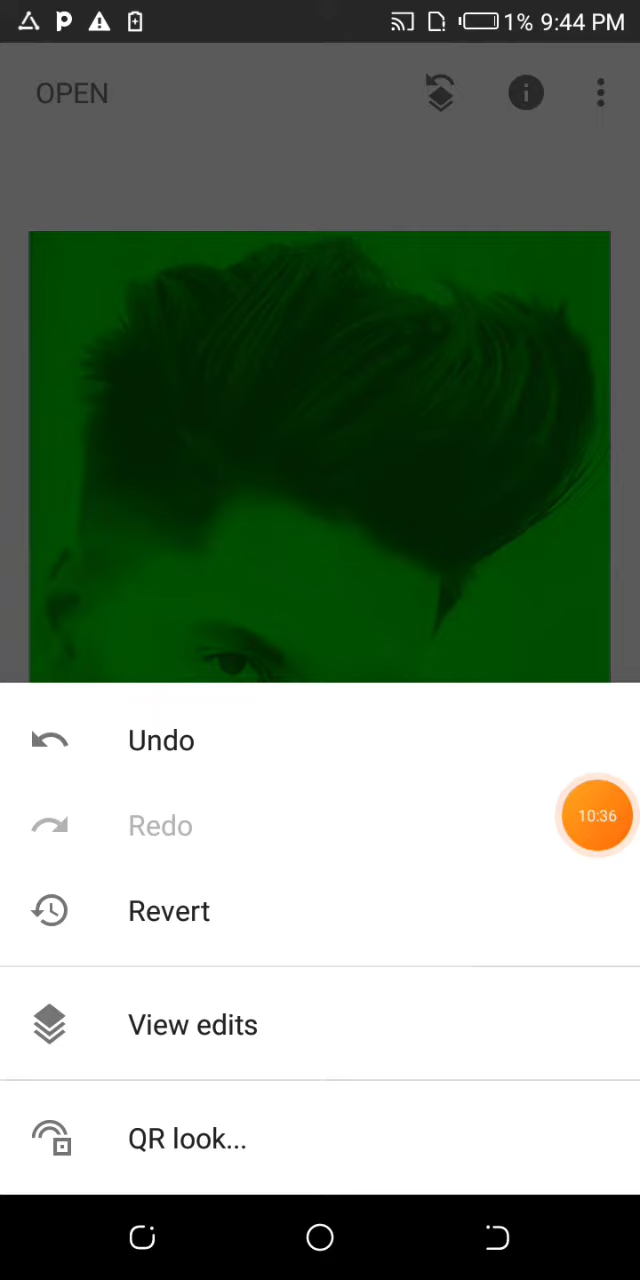 1% 9:44 PM
OPEN
Undo
Redo
10:36
Revert
View edits
QR look...